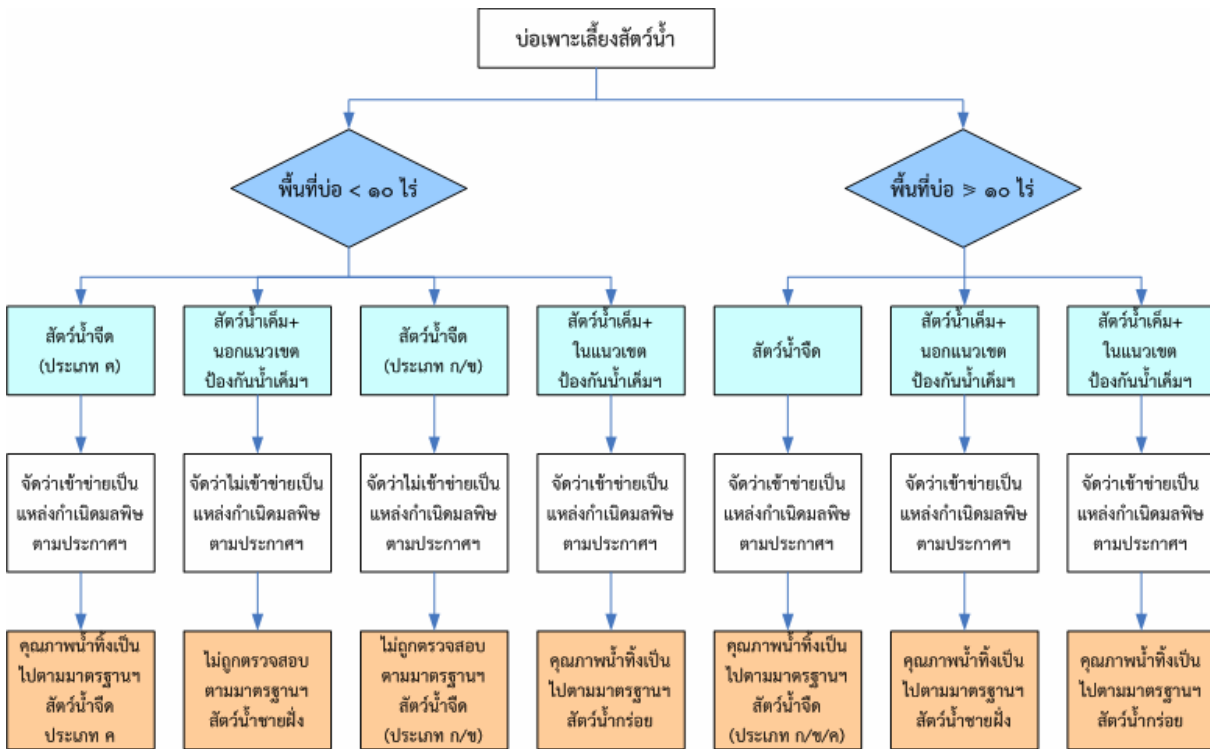 บ่อเพาะเลี้ยงสัตว์น้ำ
พื้นที่บ่อ < ๑๐ ไร่
พื้นที่บ่อ ⩾ ๑๐ ไร่
สัตว์น้ำจืด
(ประเภท ค)
สัตว์น้ำเค็ม+
นอกแนวเขต
ป้องกันน้ำเค็มฯ
สัตว์น้ำจืด
(ประเภท ก/ข)
สัตว์น้ำเค็ม+
ในแนวเขต
ป้องกันน้ำเค็มฯ
สัตว์น้ำจืด
สัตว์น้ำเค็ม+
นอกแนวเขต
ป้องกันน้ำเค็มฯ
สัตว์น้ำเค็ม+
ในแนวเขต
ป้องกันน้ำเค็มฯ
จัดว่าเข้าข่ายเป็น
แหล่งกำเนิดมลพิษ
ตามประกาศฯ
จัดว่าไม่เข้าข่ายเป็น
แหล่งกำเนิดมลพิษ
ตามประกาศฯ
จัดว่าไม่เข้าข่ายเป็น
แหล่งกำเนิดมลพิษ
ตามประกาศฯ
จัดว่าเข้าข่ายเป็น
แหล่งกำเนิดมลพิษ
ตามประกาศฯ
จัดว่าเข้าข่ายเป็น
แหล่งกำเนิดมลพิษ
ตามประกาศฯ
จัดว่าเข้าข่ายเป็น
แหล่งกำเนิดมลพิษ
ตามประกาศฯ
จัดว่าเข้าข่ายเป็น
แหล่งกำเนิดมลพิษ
ตามประกาศฯ
คุณภาพน้ำทิ้งเป็น
ไปตามมาตรฐานฯ
สัตว์น้ำจืด
ประเภท ค
ไม่ถูกตรวจสอบ
ตามมาตรฐานฯ
สัตว์น้ำชายฝั่ง
ไม่ถูกตรวจสอบ
ตามมาตรฐานฯ
สัตว์น้ำจืด
(ประเภท ก/ข)
คุณภาพน้ำทิ้งเป็น
ไปตามมาตรฐานฯ
สัตว์น้ำกร่อย
คุณภาพน้ำทิ้งเป็น
ไปตามมาตรฐานฯ
สัตว์น้ำจืด
(ประเภท ก/ข/ค)
คุณภาพน้ำทิ้งเป็น
ไปตามมาตรฐานฯ
สัตว์น้ำชายฝั่ง
คุณภาพน้ำทิ้งเป็น
ไปตามมาตรฐานฯ
สัตว์น้ำกร่อย